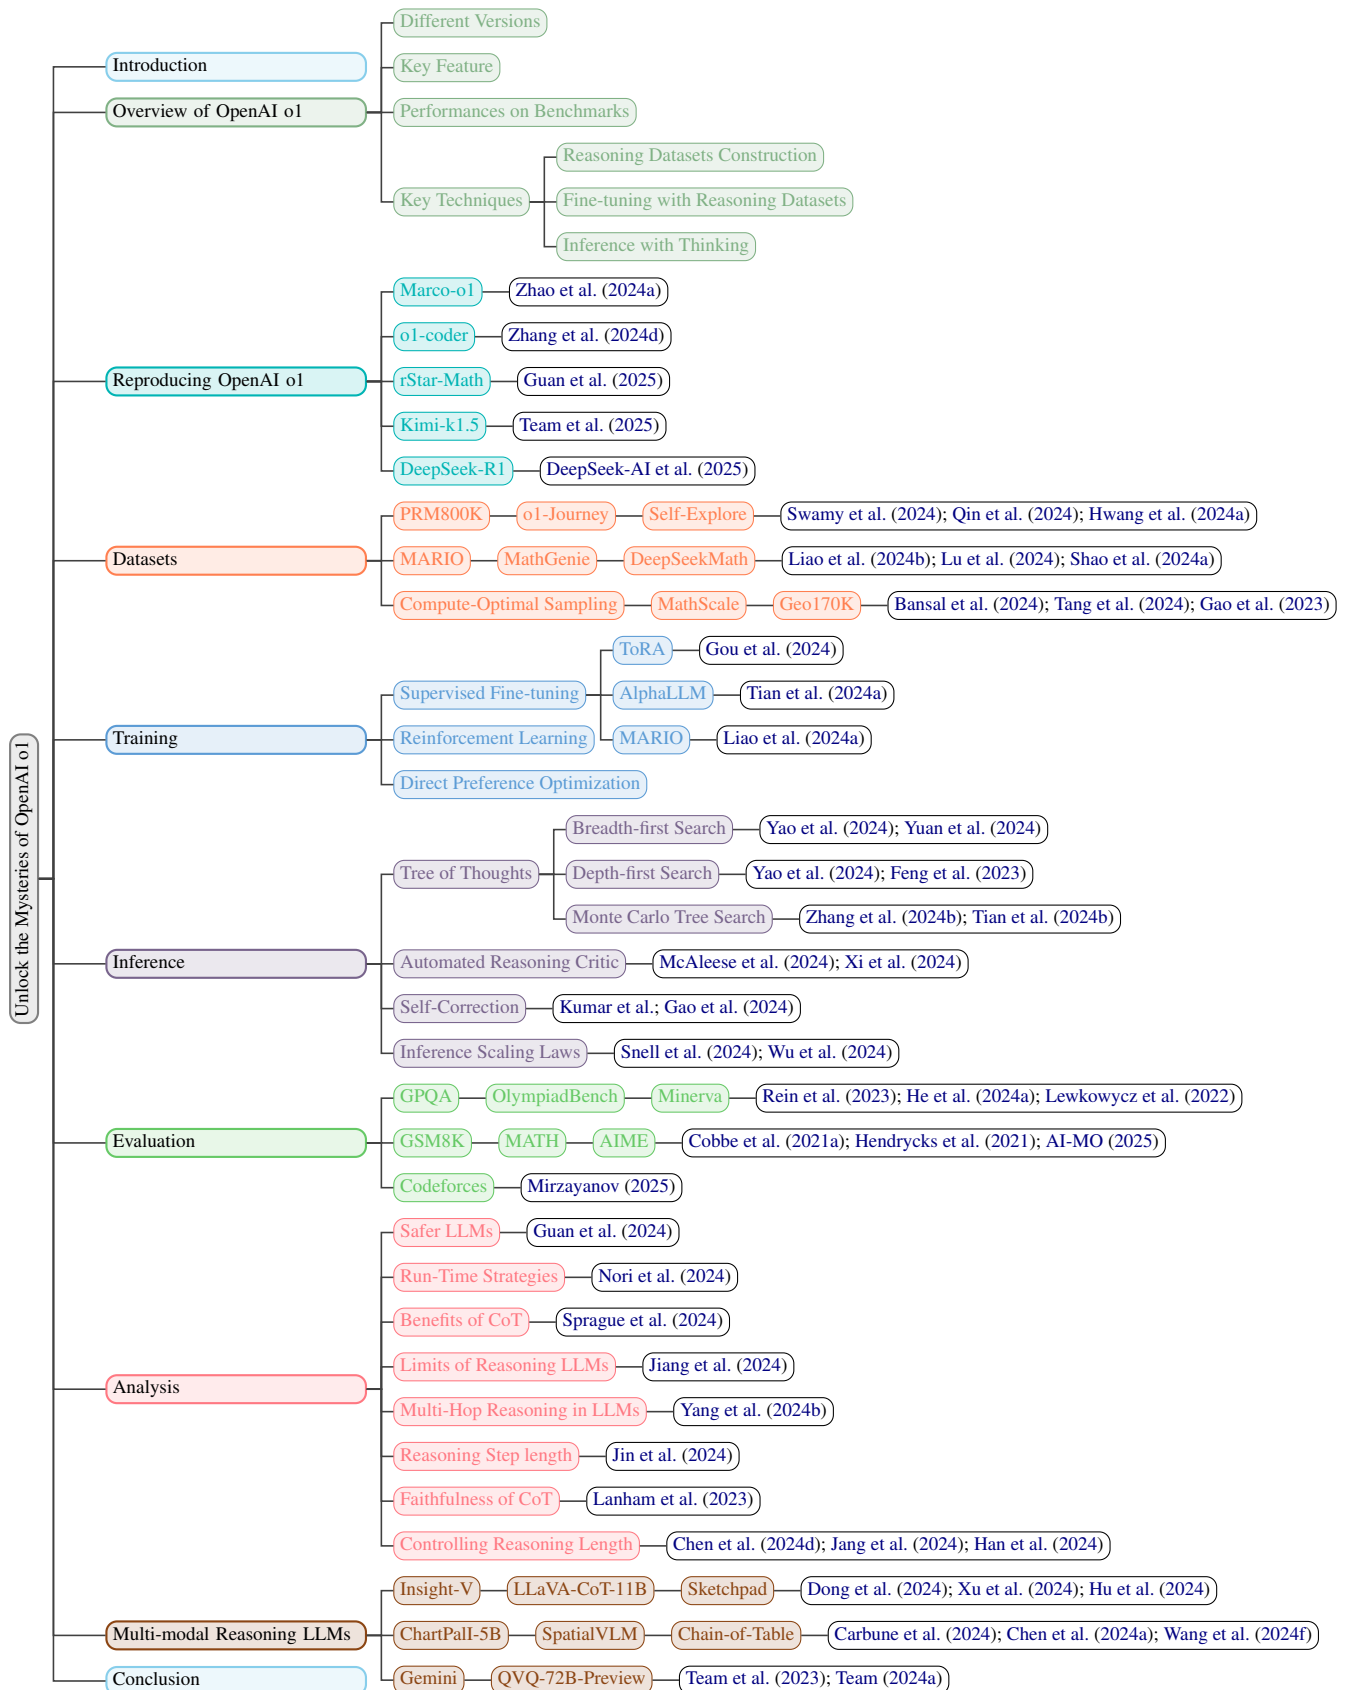 Unlock the Mysteries of OpenAI o1
Introduction
Overview of OpenAI o1
Different Versions
Key Feature
Performances on Benchmarks
Key Techniques
Reasoning Datasets Construction
Fine-tuning with Reasoning Datasets
Inference with Thinking
Reproducing OpenAI o1
Marco-o1 Zhao et al. (2024a)
o1-coder Zhang et al. (2024d)
rStar-Math Guan et al. (2025)
Kimi-k1.5 Team et al. (2025)
DeepSeek-R1 DeepSeek-AI et al. (2025)
Datasets
PRM800K o1-Journey Self-Explore Swamy et al. (2024); Qin et al. (2024); Hwang et al. (2024a)
MARIO MathGenie DeepSeekMath Liao et al. (2024b); Lu et al. (2024); Shao et al. (2024a)
Compute-Optimal Sampling MathScale Geo170K Bansal et al. (2024); Tang et al. (2024); Gao et al. (2023)
Training
Supervised Fine-tuning
ToRA Gou et al. (2024)
AlphaLLM Tian et al. (2024a)
MARIO Liao et al. (2024a)
Reinforcement Learning
Direct Preference Optimization
Inference
Tree of Thoughts
Breadth-first Search Yao et al. (2024); Yuan et al. (2024)
Depth-first Search Yao et al. (2024); Feng et al. (2023)
Monte Carlo Tree Search Zhang et al. (2024b); Tian et al. (2024b)
Automated Reasoning Critic McAleese et al. (2024); Xi et al. (2024)
Self-Correction Kumar et al.; Gao et al. (2024)
Inference Scaling Laws Snell et al. (2024); Wu et al. (2024)
Evaluation
GPQA OlympiadBench Minerva Rein et al. (2023); He et al. (2024a); Lewkowycz et al. (2022)
GSM8K MATH AIME Cobbe et al. (2021a); Hendrycks et al. (2021); AI-MO (2025)
Codeforces Mirzayanov (2025)
Analysis
Safer LLMs Guan et al. (2024)
Run-Time Strategies Nori et al. (2024)
Benefits of CoT Sprague et al. (2024)
Limits of Reasoning LLMs Jiang et al. (2024)
Multi-Hop Reasoning in LLMs Yang et al. (2024b)
Reasoning Step length Jin et al. (2024)
Faithfulness of CoT Lanham et al. (2023)
Controlling Reasoning Length Chen et al. (2024d); Jang et al. (2024); Han et al. (2024)
Multi-modal Reasoning LLMs
Insight-V LLaVA-CoT-11B Sketchpad Dong et al. (2024); Xu et al. (2024); Hu et al. (2024)
ChartPalI-5B SpatialVLM Chain-of-Table Carbune et al. (2024); Chen et al. (2024a); Wang et al. (2024f)
Gemini QVQ-72B-Preview Team et al. (2023); Team (2024a)
Conclusion